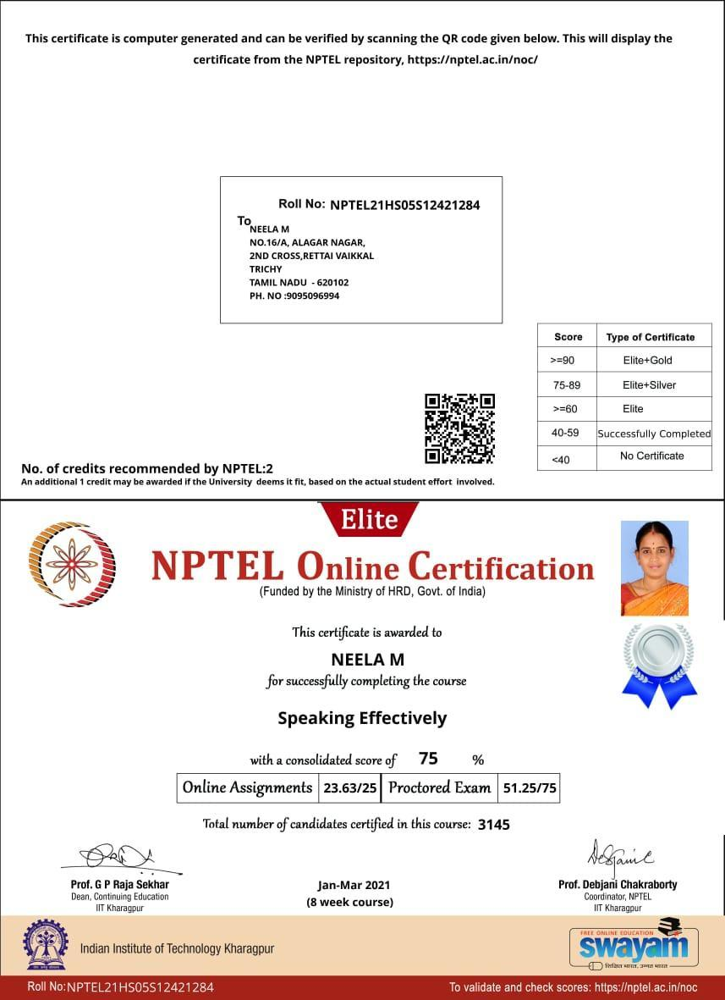 This certificate is computer generated and can be verified by scanning the QR code given below. This will display the
certificate from the NPTEL repository, https://nptel.ac.in/noc/
Roll No: NPTEL21HS05S12421284
To
NEELA M
NO.16/A, ALAGAR NAGAR,
2ND CROSS,RETTAI VAIKKAL
TRICHY
TAMIL NADU - 620102
PH. NO :9095096994
Score Type of Certificate
>=90 Elite+Gold
75-89 Elite+Silver
>=60 Elite
40-59 Successfully Completed
<40 No Certificate
No. of credits recommended by NPTEL:2
An additional 1 credit may be awarded if the University deems it fit, based on the actual student effort involved.
Elite
NPTEL Online Certification
(Funded by the Ministry of HRD, Govt. of India)
This certificate is awarded to
NEELA M
for successfully completing the course
Speaking Effectively
with a consolidated score of 75 %
Online Assignments 23.63/25 Proctored Exam 51.25/75
Total number of candidates certified in this course: 3145
Prof. G P Raja Sekhar
Dean, Continuing Education
IIT Kharagpur
Jan-Mar 2021
(8 week course)
Prof. Debjani Chakraborty
Coordinator, NPTEL
IIT Kharagpur
Indian Institute of Technology Kharagpur
FREE ONLINE EDUCATION
swayam
शिक्षित भारत, उन्नत भारत
Roll No:NPTEL21HS05S12421284
To validate and check scores: https://nptel.ac.in/noc